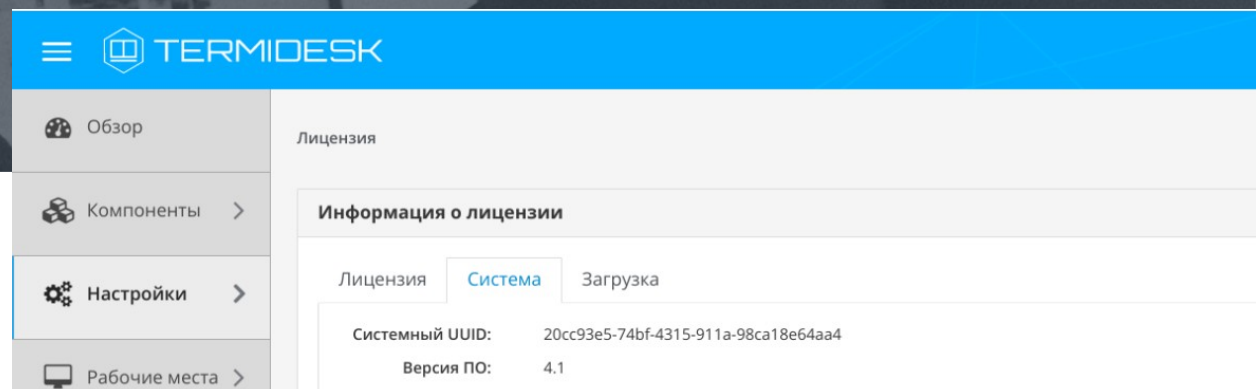 TERMIDESK
Обзор
Лицензия
Компоненты
Информация о лицензии
Лицензия Система Загрузка
Настройки
Системный UUID: 20cc93e5-74bf-4315-911a-98ca18e64aa4
Версия ПО: 4.1
Рабочие места